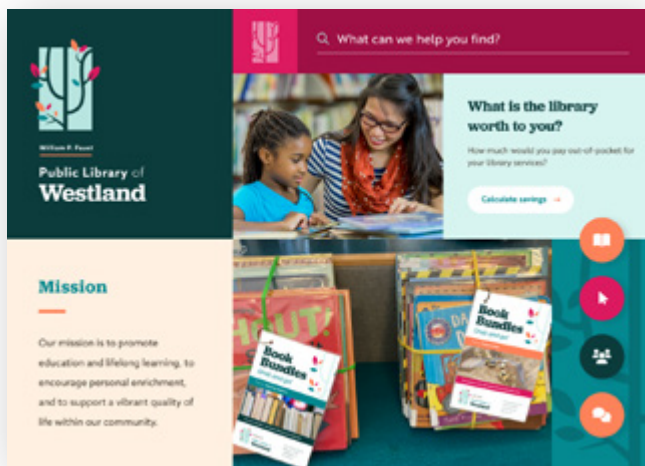 William P. Faust
Public Library of
Westland
What can we help you find?
What is the library
worth to you?
How much would you pay out-of-pocket for
your library services?
Calculate savings →
Mission
Our mission is to promote
education and lifelong learning, to
encourage personal enrichment,
and to support a vibrant quality of
life within our community.
Book
Bundles
Westland
Book
Bundles
Westland